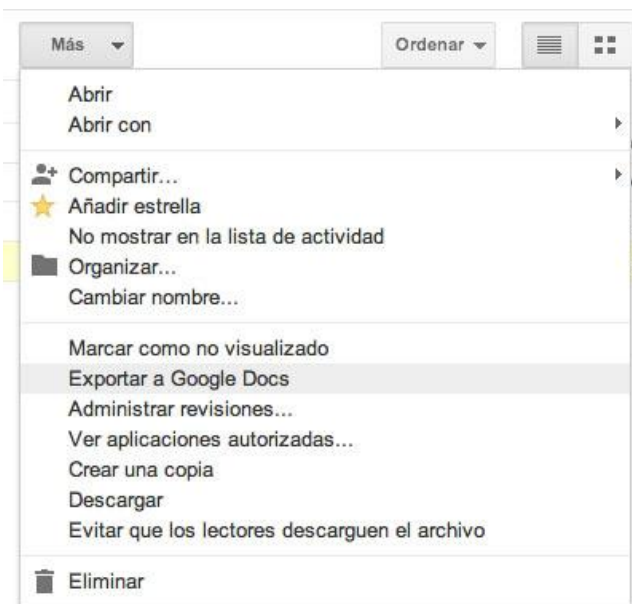 Más
Ordenar
Abrir
Abrir con
Compartir...
Añadir estrella
No mostrar en la lista de actividad
Organizar...
Cambiar nombre...
Marcar como no visualizado
Exportar a Google Docs
Administrar revisiones...
Ver aplicaciones autorizadas...
Crear una copia
Descargar
Evitar que los lectores descarguen el archivo
Eliminar